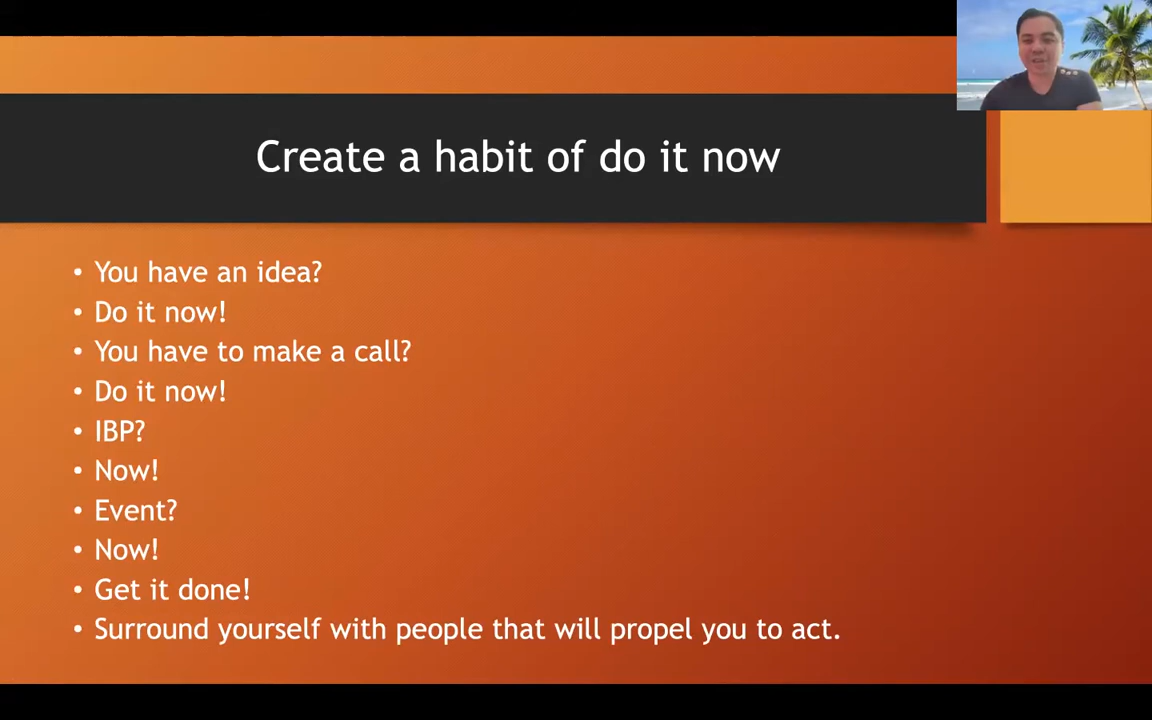 Create a habit of do it now
• You have an idea?
• Do it now!
• You have to make a call?
• Do it now!
• IBP?
• Now!
• Event?
• Now!
• Get it done!
• Surround yourself with people that will propel you to act.